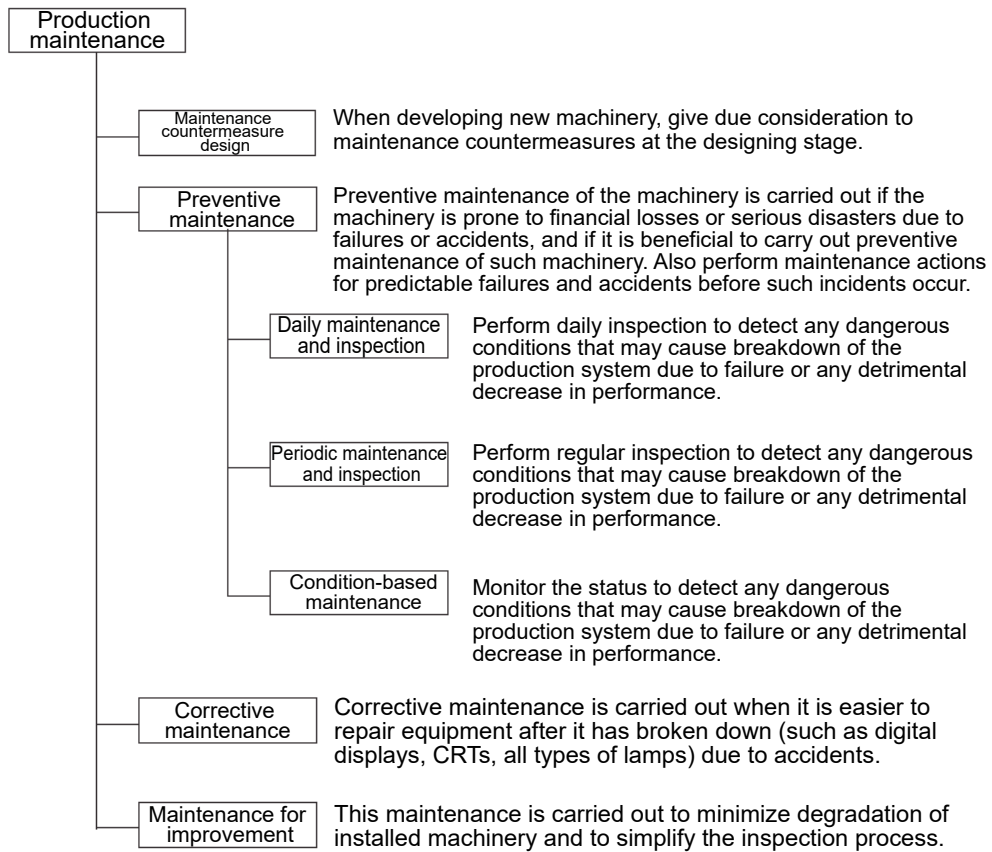 Production
maintenance
Maintenance
countermeasure
design
When developing new machinery, give due consideration to
maintenance countermeasures at the designing stage.
Preventive
maintenance
Preventive maintenance of the machinery is carried out if the
machinery is prone to financial losses or serious disasters due to
failures or accidents, and if it is beneficial to carry out preventive
maintenance of such machinery. Also perform maintenance actions
for predictable failures and accidents before such incidents occur.
Daily maintenance
and inspection
Perform daily inspection to detect any dangerous
conditions that may cause breakdown of the
production system due to failure or any detrimental
decrease in performance.
Periodic maintenance
and inspection
Perform regular inspection to detect any dangerous
conditions that may cause breakdown of the
production system due to failure or any detrimental
decrease in performance.
Condition-based
maintenance
Monitor the status to detect any dangerous
conditions that may cause breakdown of the
production system due to failure or any detrimental
decrease in performance.
Corrective
maintenance
Corrective maintenance is carried out when it is easier to
repair equipment after it has broken down (such as digital
displays, CRTs, all types of lamps) due to accidents.
Maintenance for
improvement
This maintenance is carried out to minimize degradation of
installed machinery and to simplify the inspection process.